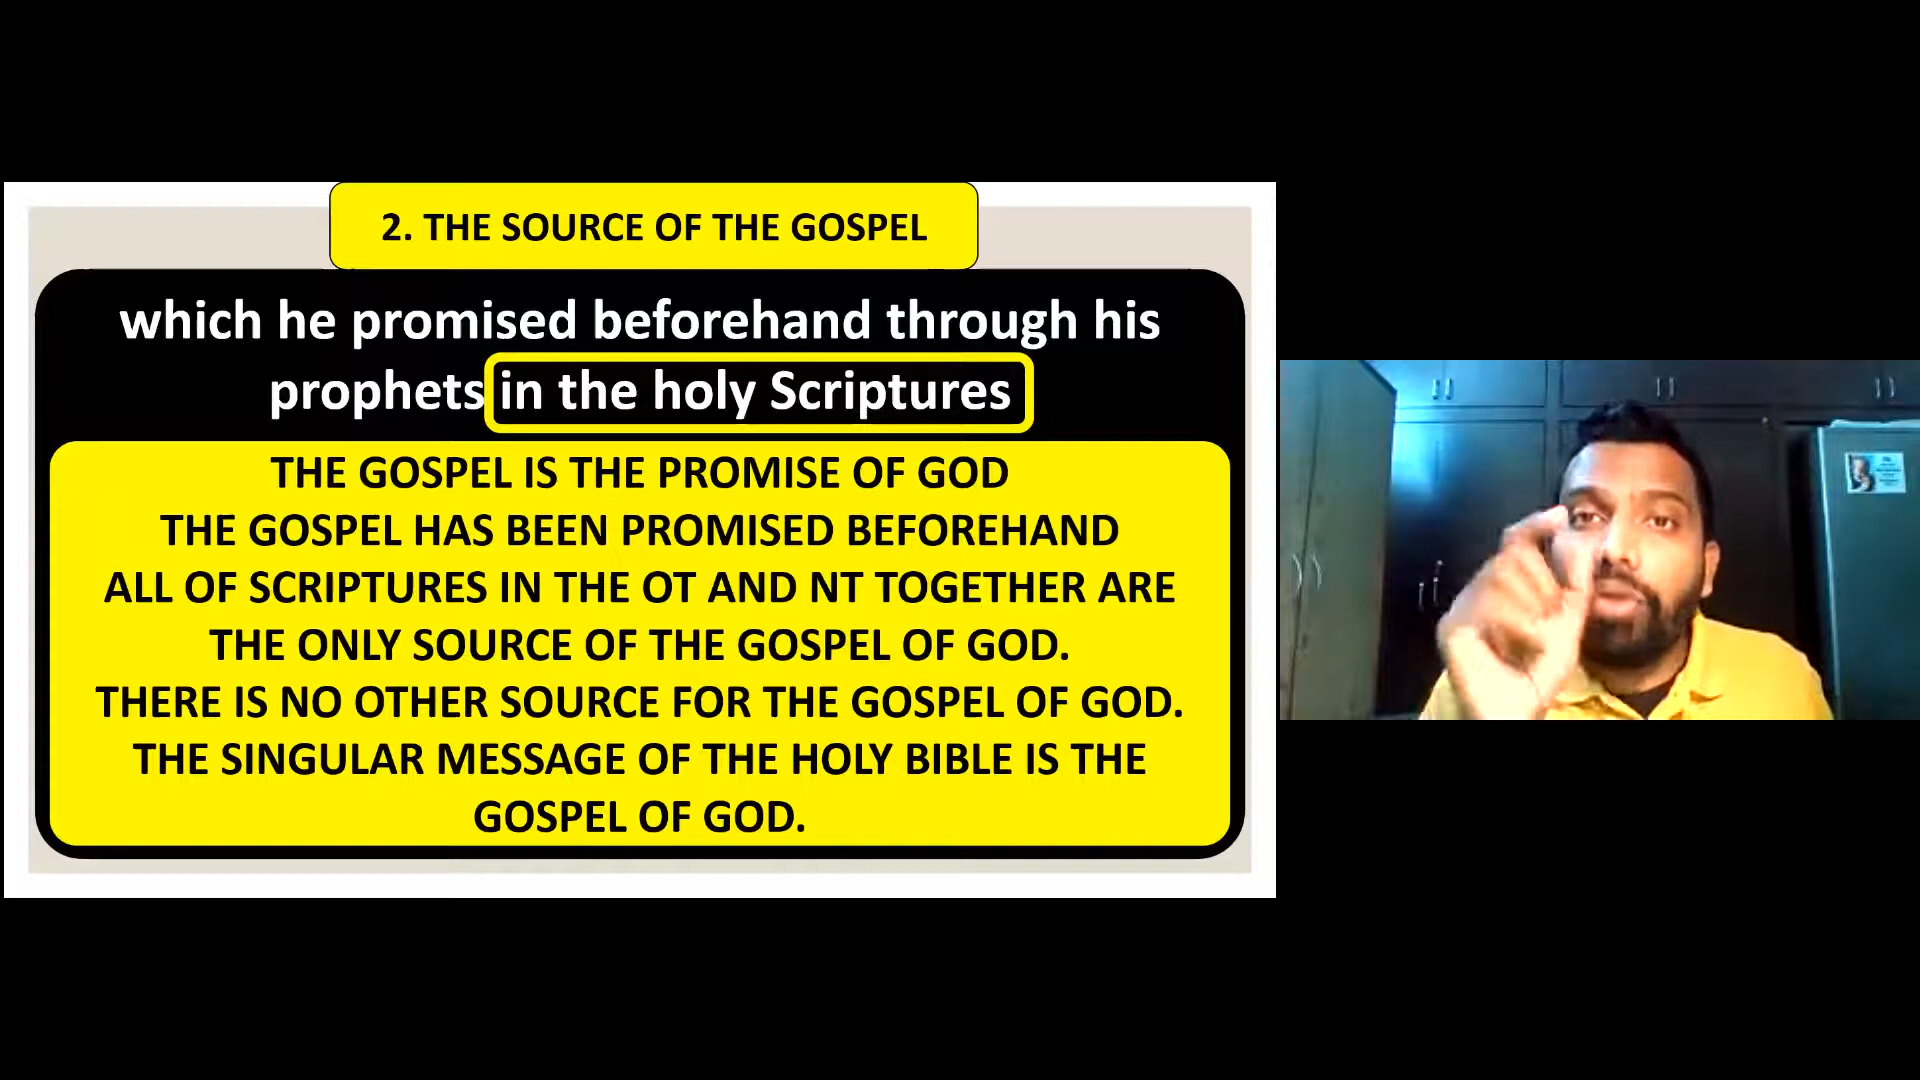 2. THE SOURCE OF THE GOSPEL
which he promised beforehand through his
prophets in the holy Scriptures
THE GOSPEL IS THE PROMISE OF GOD
THE GOSPEL HAS BEEN PROMISED BEFOREHAND
ALL OF SCRIPTURES IN THE OT AND NT TOGETHER ARE
THE ONLY SOURCE OF THE GOSPEL OF GOD.
THERE IS NO OTHER SOURCE FOR THE GOSPEL OF GOD.
THE SINGULAR MESSAGE OF THE HOLY BIBLE IS THE
GOSPEL OF GOD.